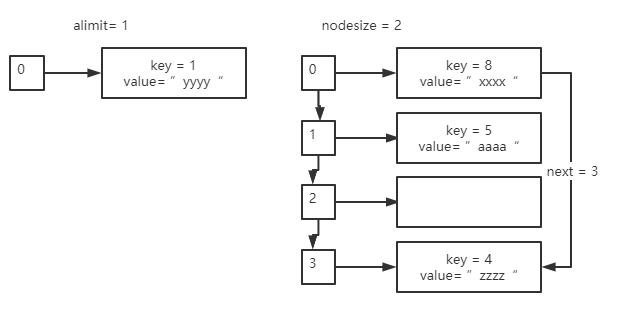 alimit= 1
0
key = 1
value= ” yyyy “
nodesize = 2
0
key = 8
value= ” xxxx “
1
key = 5
value= ” aaaa “
next = 3
2
3
key = 4
value= ” zzzz “